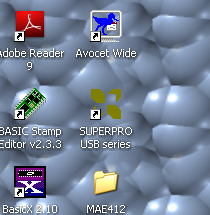 Adobe Reader
9
Avocet Wide
BASIC Stamp
Editor v2.3.3
SUPERPRO
USB series
BasicX 2.10
MAE412